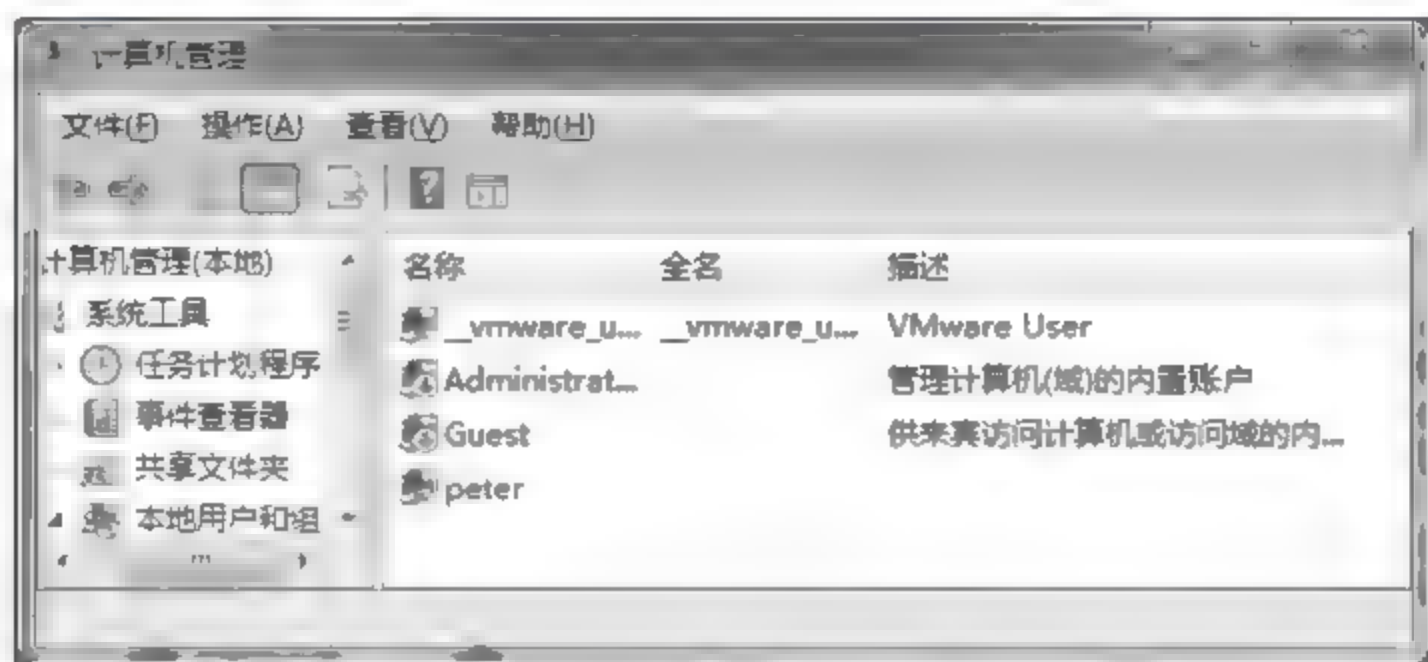 计算机管理
文件(F) 操作(A) 查看(V) 帮助(H)
计算机管理(本地)
系统工具
任务计划程序
事件查看器
共享文件夹
本地用户和组
名称 全名 描述
__vmware_u... __vmware_u... VMware User
Administrat... 管理计算机(域)的内置账户
Guest 供来宾访问计算机或访问域的内...
peter